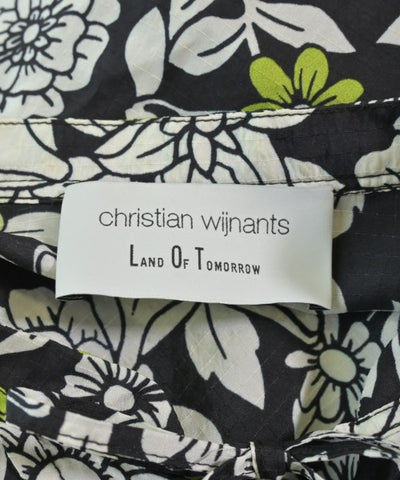 christian wijnants
LAND OF TOMORROW